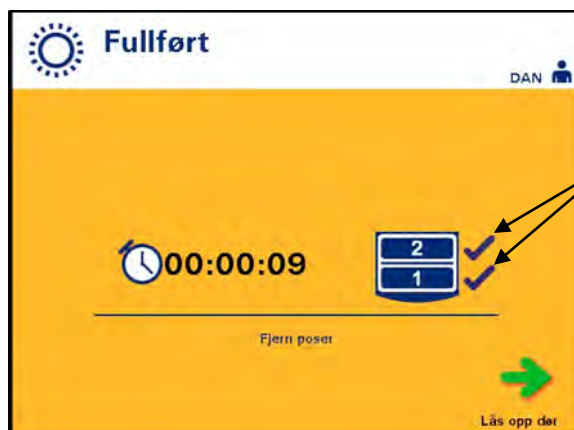 Fullført
DAN
00:00:09
2
1
Fjern poser
Lås opp dør